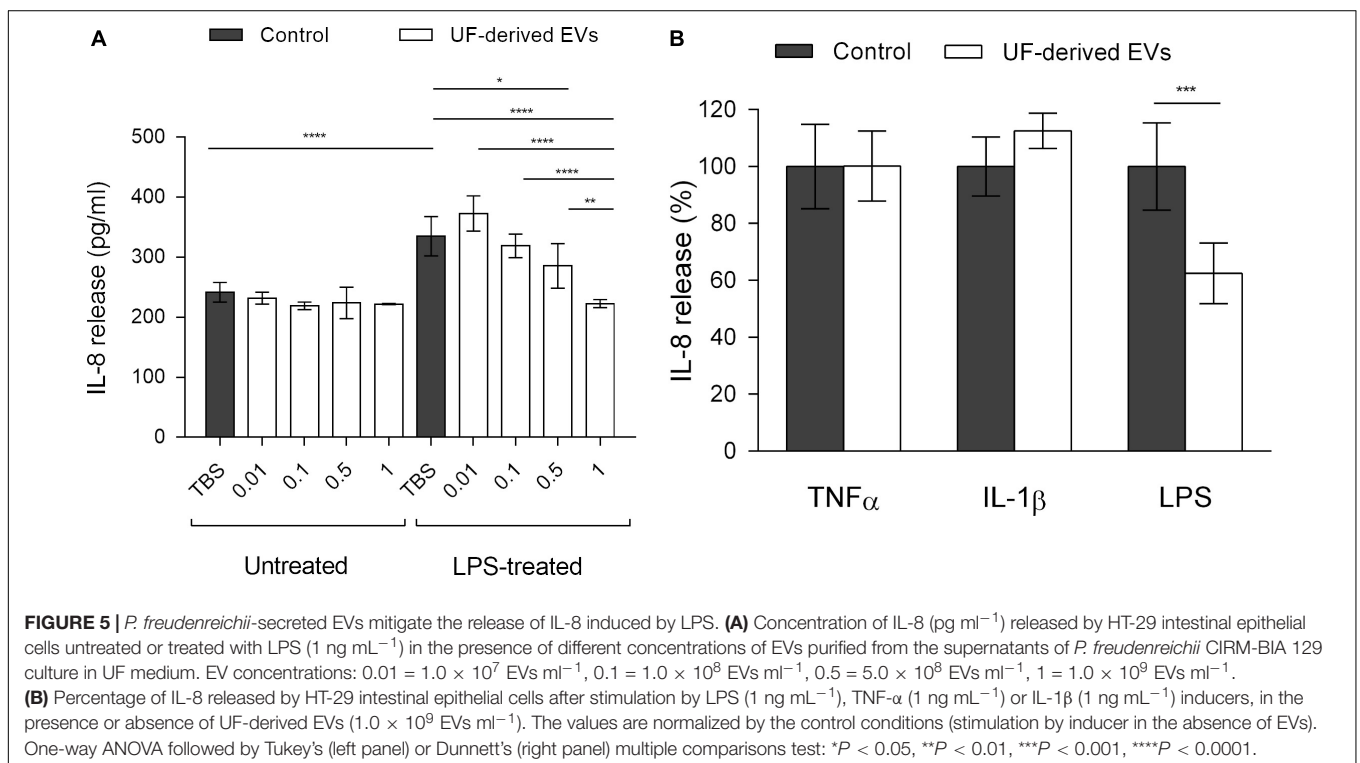 A
Control
UF-derived EVs
IL-8 release (pg/ml)
500
400
300
200
100
0
****
*
****
****
****
**
TBS
0.01
0.1
0.5
1
TBS
0.01
0.1
0.5
1
Untreated
LPS-treated
B
Control
UF-derived EVs
IL-8 release (%)
120
100
80
60
40
20
0
***
TNFα
IL-1β
LPS
FIGURE 5 | P. freudenreichii-secreted EVs mitigate the release of IL-8 induced by LPS. (A) Concentration of IL-8 (pg ml⁻¹) released by HT-29 intestinal epithelial
cells untreated or treated with LPS (1 ng mL⁻¹) in the presence of different concentrations of EVs purified from the supernatants of P. freudenreichii CIRM-BIA 129
culture in UF medium. EV concentrations: 0.01 = 1.0 × 10⁷ EVs ml⁻¹, 0.1 = 1.0 × 10⁸ EVs ml⁻¹, 0.5 = 5.0 × 10⁸ EVs ml⁻¹, 1 = 1.0 × 10⁹ EVs ml⁻¹.
(B) Percentage of IL-8 released by HT-29 intestinal epithelial cells after stimulation by LPS (1 ng mL⁻¹), TNF-α (1 ng mL⁻¹) or IL-1β (1 ng mL⁻¹) inducers, in the
presence or absence of UF-derived EVs (1.0 × 10⁹ EVs ml⁻¹). The values are normalized by the control conditions (stimulation by inducer in the absence of EVs).
One-way ANOVA followed by Tukey's (left panel) or Dunnett's (right panel) multiple comparisons test: *P < 0.05, **P < 0.01, ***P < 0.001, ****P < 0.0001.